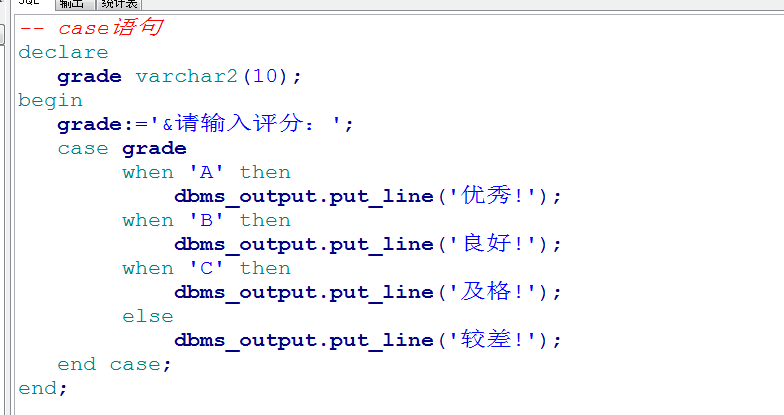 SQL 输出 统计表
-- case语句
declare
   grade varchar2(10);
begin
   grade:='&请输入评分：';
   case grade
        when 'A' then
            dbms_output.put_line('优秀!');
        when 'B' then
            dbms_output.put_line('良好!');
        when 'C' then
            dbms_output.put_line('及格!');
        else
            dbms_output.put_line('较差!');
   end case;
end;